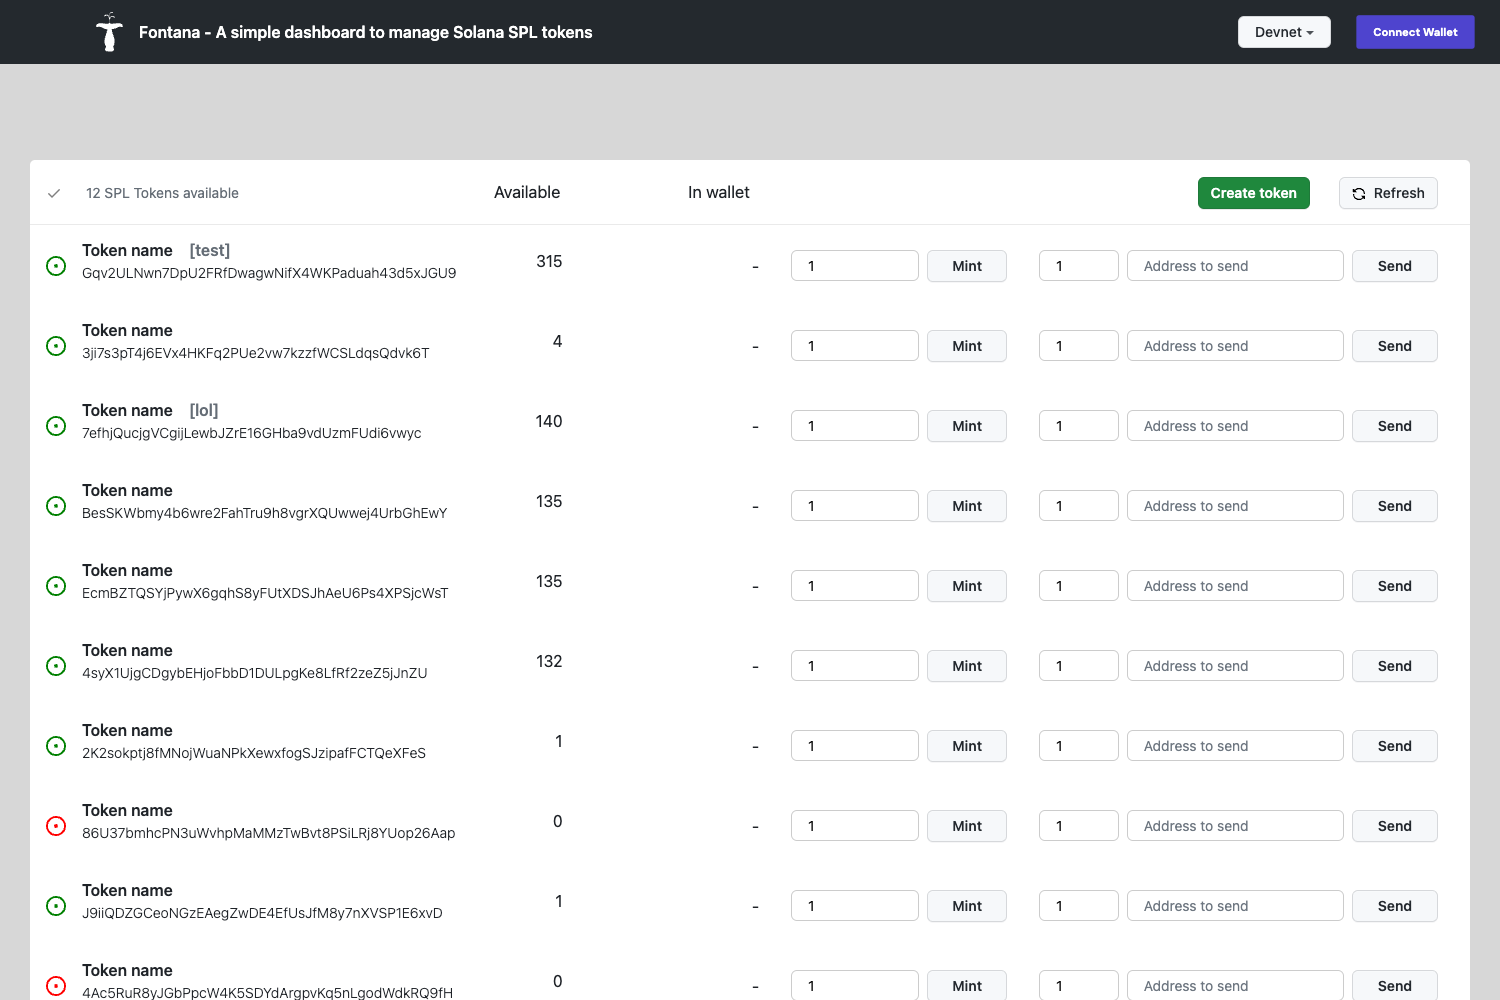 Fontana - A simple dashboard to manage Solana SPL tokens
Devnet
Connect Wallet
12 SPL Tokens available Available In wallet Create token Refresh
Token name [test]
Gqv2ULNwn7DpU2FRfDwagwNifX4WKPaduah43d5xJGU9
315 - 1 Mint 1 Address to send Send
Token name
3ji7s3pT4j6EVx4HKFq2PUe2vw7kzzfWCSLdqsQdvk6T
4 - 1 Mint 1 Address to send Send
Token name [lol]
7efhjQucjgVCgijLewbJZrE16GHba9vdUzmFUdi6vwyc
140 - 1 Mint 1 Address to send Send
Token name
BesSKWbmy4b6wre2FahTru9h8vgrXQUwwej4UrbGhEwY
135 - 1 Mint 1 Address to send Send
Token name
EcmBZTQSYjPywX6gqhS8yFUtXDSJhAeU6Ps4XPSjcWsT
135 - 1 Mint 1 Address to send Send
Token name
4syX1UjgCDgybEHjoFbbD1DULpgKe8LfRf2zeZ5jJnZU
132 - 1 Mint 1 Address to send Send
Token name
2K2sokptj8fMNojWuaNPkXewxfogSJzipafFCTQeXFeS
1 - 1 Mint 1 Address to send Send
Token name
86U37bmhcPN3uWvhpMaMMzTwBvt8PSiLRj8YUop26Aap
0 - 1 Mint 1 Address to send Send
Token name
J9iiQDZGCeoNGzEAegZwDE4EfUsJfM8y7nXVSP1E6xvD
1 - 1 Mint 1 Address to send Send
Token name
4Ac5RuR8yJGbPpcW4K5SDYdArgpvKq5nLgodWdkRQ9fH
0 - 1 Mint 1 Address to send Send